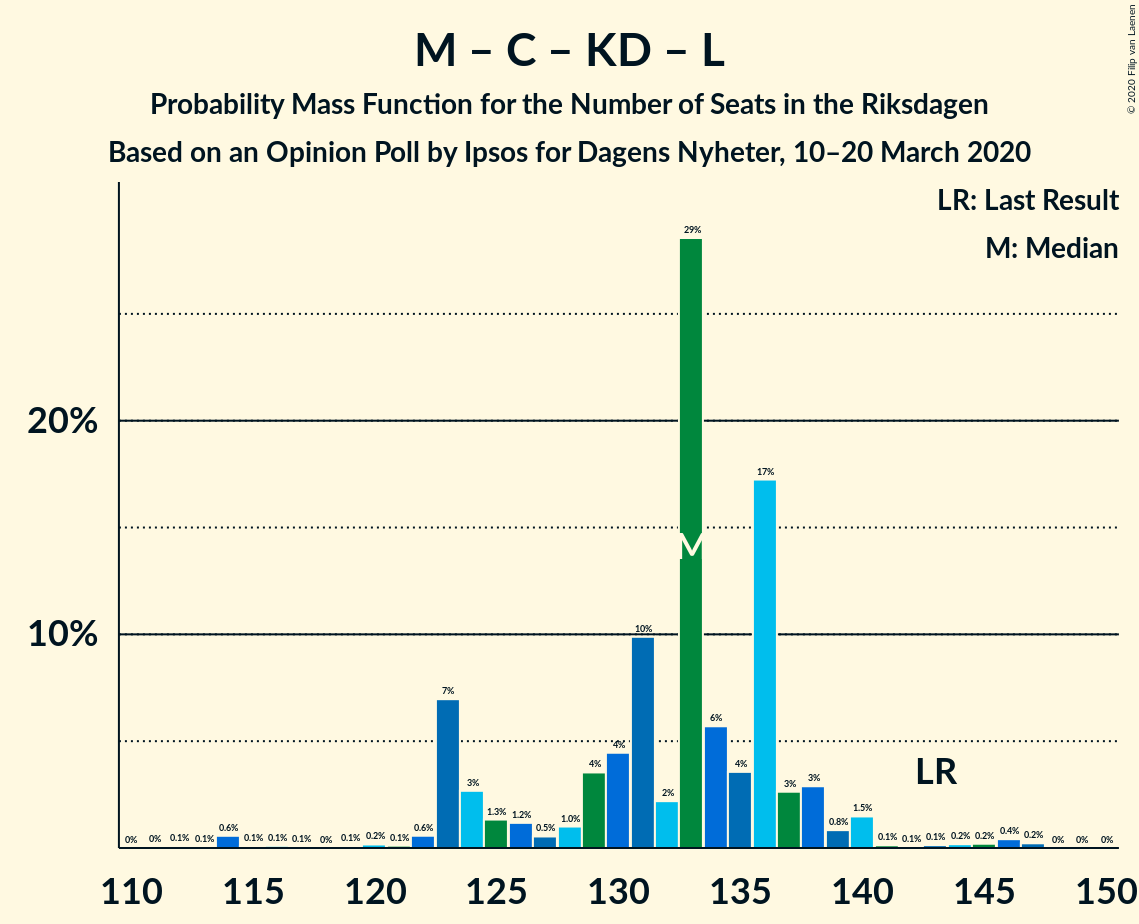 M – C – KD – L
Probability Mass Function for the Number of Seats in the Riksdagen
Based on an Opinion Poll by Ipsos for Dagens Nyheter, 10–20 March 2020
© 2020 Filip van Laenen
LR: Last Result
M: Median
20%
10%
0% 0% 0.1% 0.1% 0.6% 0.1% 0.1% 0.1% 0% 0.1% 0.2% 0.1% 0.6% 7% 3% 1.3% 1.2% 0.5% 1.0% 4% 4% 10% 2% 29% 6% 4% 17% 3% 3% 0.8% 1.5% 0.1% 0.1% 0.1% 0.2% 0.2% 0.4% 0.2% 0% 0% 0%
M
LR
110 115 120 125 130 135 140 145 150